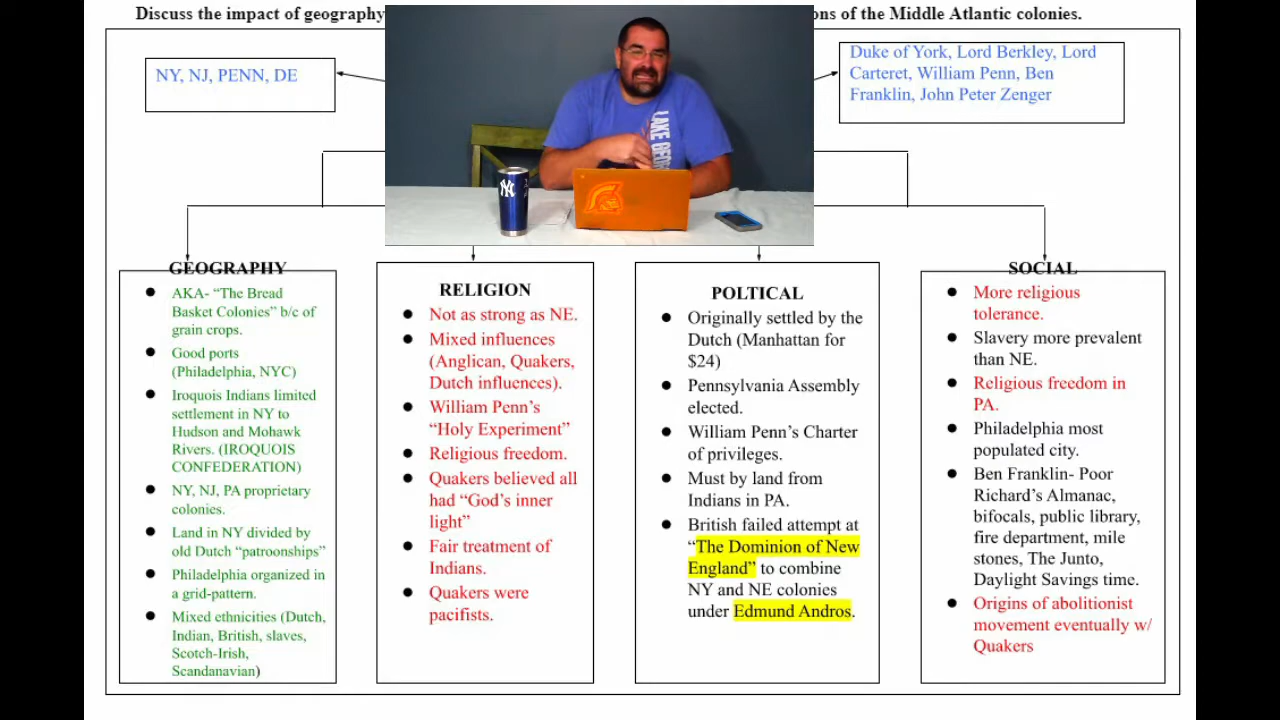 Discuss the impact of geography
ons of the Middle Atlantic colonies.
NY, NJ, PENN, DE
Duke of York, Lord Berkley, Lord
Carteret, William Penn, Ben
Franklin, John Peter Zenger
LAKE GEOR
NY
GEOGRAPHY
● AKA- “The Bread
Basket Colonies” b/c of
grain crops.
● Good ports
(Philadelphia, NYC)
● Iroquois Indians limited
settlement in NY to
Hudson and Mohawk
Rivers. (IROQUOIS
CONFEDERATION)
● NY, NJ, PA proprietary
colonies.
● Land in NY divided by
old Dutch “patroonships”
● Philadelphia organized in
a grid-pattern.
● Mixed ethnicities (Dutch,
Indian, British, slaves,
Scotch-Irish,
Scandanavian)
RELIGION
● Not as strong as NE.
● Mixed influences
(Anglican, Quakers,
Dutch influences).
● William Penn’s
“Holy Experiment”
● Religious freedom.
● Quakers believed all
had “God’s inner
light”
● Fair treatment of
Indians.
● Quakers were
pacifists.
POLTICAL
● Originally settled by the
Dutch (Manhattan for
$24)
● Pennsylvania Assembly
elected.
● William Penn’s Charter
of privileges.
● Must by land from
Indians in PA.
● British failed attempt at
“The Dominion of New
England” to combine
NY and NE colonies
under Edmund Andros.
SOCIAL
● More religious
tolerance.
● Slavery more prevalent
than NE.
● Religious freedom in
PA.
● Philadelphia most
populated city.
● Ben Franklin- Poor
Richard’s Almanac,
bifocals, public library,
fire department, mile
stones, The Junto,
Daylight Savings time.
● Origins of abolitionist
movement eventually w/
Quakers